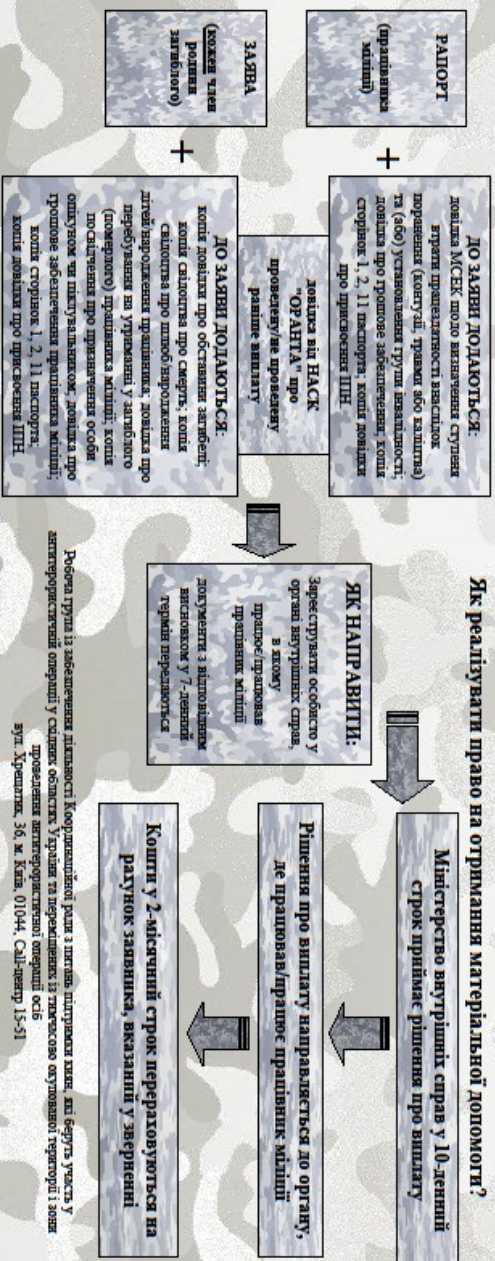 Як реалізувати право на отримання матеріальної допомоги?
РАПОРТ
(працівника
міліції)
+
ДО ЗАЯВИ ДОДАЮТЬСЯ:
довідка МСЕК щодо визначення ступеня
втрати працездатності внаслідок
поранення (контузії, травми або каліцтва)
та (або) установлення групи інвалідності;
довідка про грошове забезпечення; копія
сторінок 1, 2, 11 паспорта; копія довідки
про присвоєння ІПН.
довідка від НАСК
"ОРАНТА" про
проведену/не проведену
раніше виплату
ЗАЯВА
(кожен член
родини
загиблого)
+
ДО ЗАЯВИ ДОДАЮТЬСЯ:
копія довідки про обставини загибелі;
копія свідоцтва про смерть; копія
свідоцтва про шлюб/народження
дітей/народження працівника, довідка про
перебування на утриманні у загиблого
(померлого) працівника міліції; копія
посвідчення про призначення особи
опікуном чи піклувальником; довідка про
грошове забезпечення працівника міліції;
копія сторінок 1, 2, 11 паспорта;
копія довідки про присвоєння ІПН.
ЯК НАПРАВИТИ:
Зареєструвати особисто у
органі внутрішніх справ,
в якому
працює/працював
працівник міліції
документи з відповідним
висновком у 7-денний
термін передаються
Міністерство внутрішніх справ у 10-денний
строк приймає рішення про виплату
Рішення про виплату направляється до органу,
де працював/працює працівник міліції
Кошти у 2-місячний строк перераховуються на
рахунок заявника, вказаний у зверненні
Робоча група із забезпечення діяльності Координаційної ради з питань підтримки киян, які беруть участь у
антитерористичній операції у східних областях України та переміщених із тимчасово окупованої території і зони
проведення антитерористичної операції осіб
вул. Хрещатик, 36, м. Київ, 01044, Call-центр 15-51